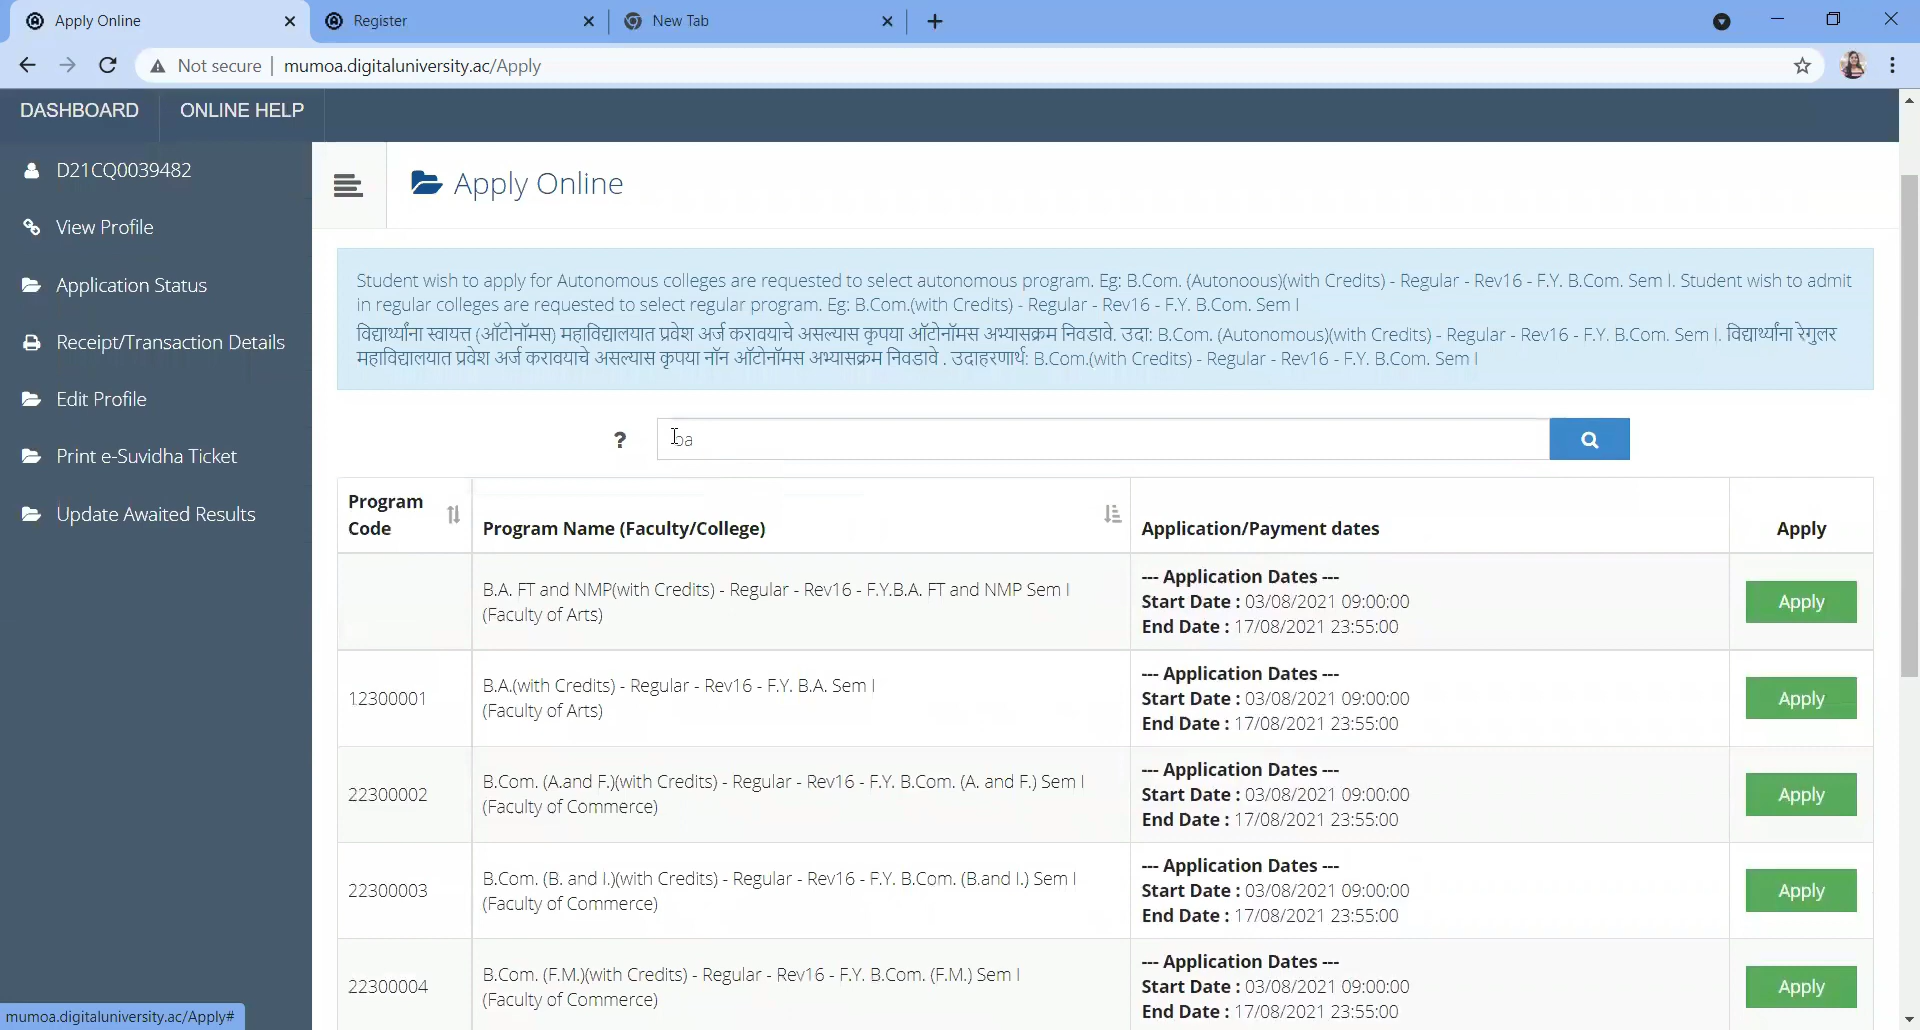 Apply Online
Register
New Tab
Not secure | mumoa.digitaluniversity.ac/Apply
DASHBOARD
ONLINE HELP
D21CQ0039482
View Profile
Application Status
Receipt/Transaction Details
Edit Profile
Print e-Suvidha Ticket
Update Awaited Results
Apply Online
Student wish to apply for Autonomous colleges are requested to select autonomous program. Eg: B.Com. (Autonoous)(with Credits) - Regular - Rev16 - F.Y. B.Com. Sem I. Student wish to admit
in regular colleges are requested to select regular program. Eg: B.Com.(with Credits) - Regular - Rev16 - F.Y. B.Com. Sem I
विद्यार्थ्यांना स्वायत्त (ऑटोनॉमस) महाविद्यालयात प्रवेश अर्ज करावयाचे असल्यास कृपया ऑटोनॉमस अभ्यासक्रम निवडावे. उदा: B.Com. (Autonomous)(with Credits) - Regular - Rev16 - F.Y. B.Com. Sem I. विद्यार्थ्यांना रेगुलर
महाविद्यालयात प्रवेश अर्ज करावयाचे असल्यास कृपया नॉन ऑटोनॉमस अभ्यासक्रम निवडावे . उदाहरणार्थ: B.Com.(with Credits) - Regular - Rev16 - F.Y. B.Com. Sem I
?
ba
Program Code
Program Name (Faculty/College)
Application/Payment dates
Apply
B.A. FT and NMP(with Credits) - Regular - Rev16 - F.Y.B.A. FT and NMP Sem I
(Faculty of Arts)
--- Application Dates ---
Start Date : 03/08/2021 09:00:00
End Date : 17/08/2021 23:55:00
Apply
12300001
B.A.(with Credits) - Regular - Rev16 - F.Y. B.A. Sem I
(Faculty of Arts)
--- Application Dates ---
Start Date : 03/08/2021 09:00:00
End Date : 17/08/2021 23:55:00
Apply
22300002
B.Com. (A.and F.)(with Credits) - Regular - Rev16 - F.Y. B.Com. (A. and F.) Sem I
(Faculty of Commerce)
--- Application Dates ---
Start Date : 03/08/2021 09:00:00
End Date : 17/08/2021 23:55:00
Apply
22300003
B.Com. (B. and I.)(with Credits) - Regular - Rev16 - F.Y. B.Com. (B.and I.) Sem I
(Faculty of Commerce)
--- Application Dates ---
Start Date : 03/08/2021 09:00:00
End Date : 17/08/2021 23:55:00
Apply
22300004
B.Com. (F.M.)(with Credits) - Regular - Rev16 - F.Y. B.Com. (F.M.) Sem I
(Faculty of Commerce)
--- Application Dates ---
Start Date : 03/08/2021 09:00:00
End Date : 17/08/2021 23:55:00
Apply
mumoa.digitaluniversity.ac/Apply#